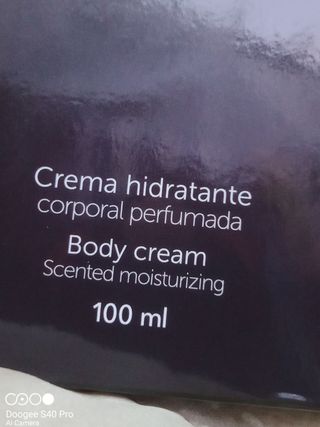 Crema hidratante
corporal perfumada
Body cream
Scented moisturizing
100 ml
Doogee S40 Pro
AI Camera